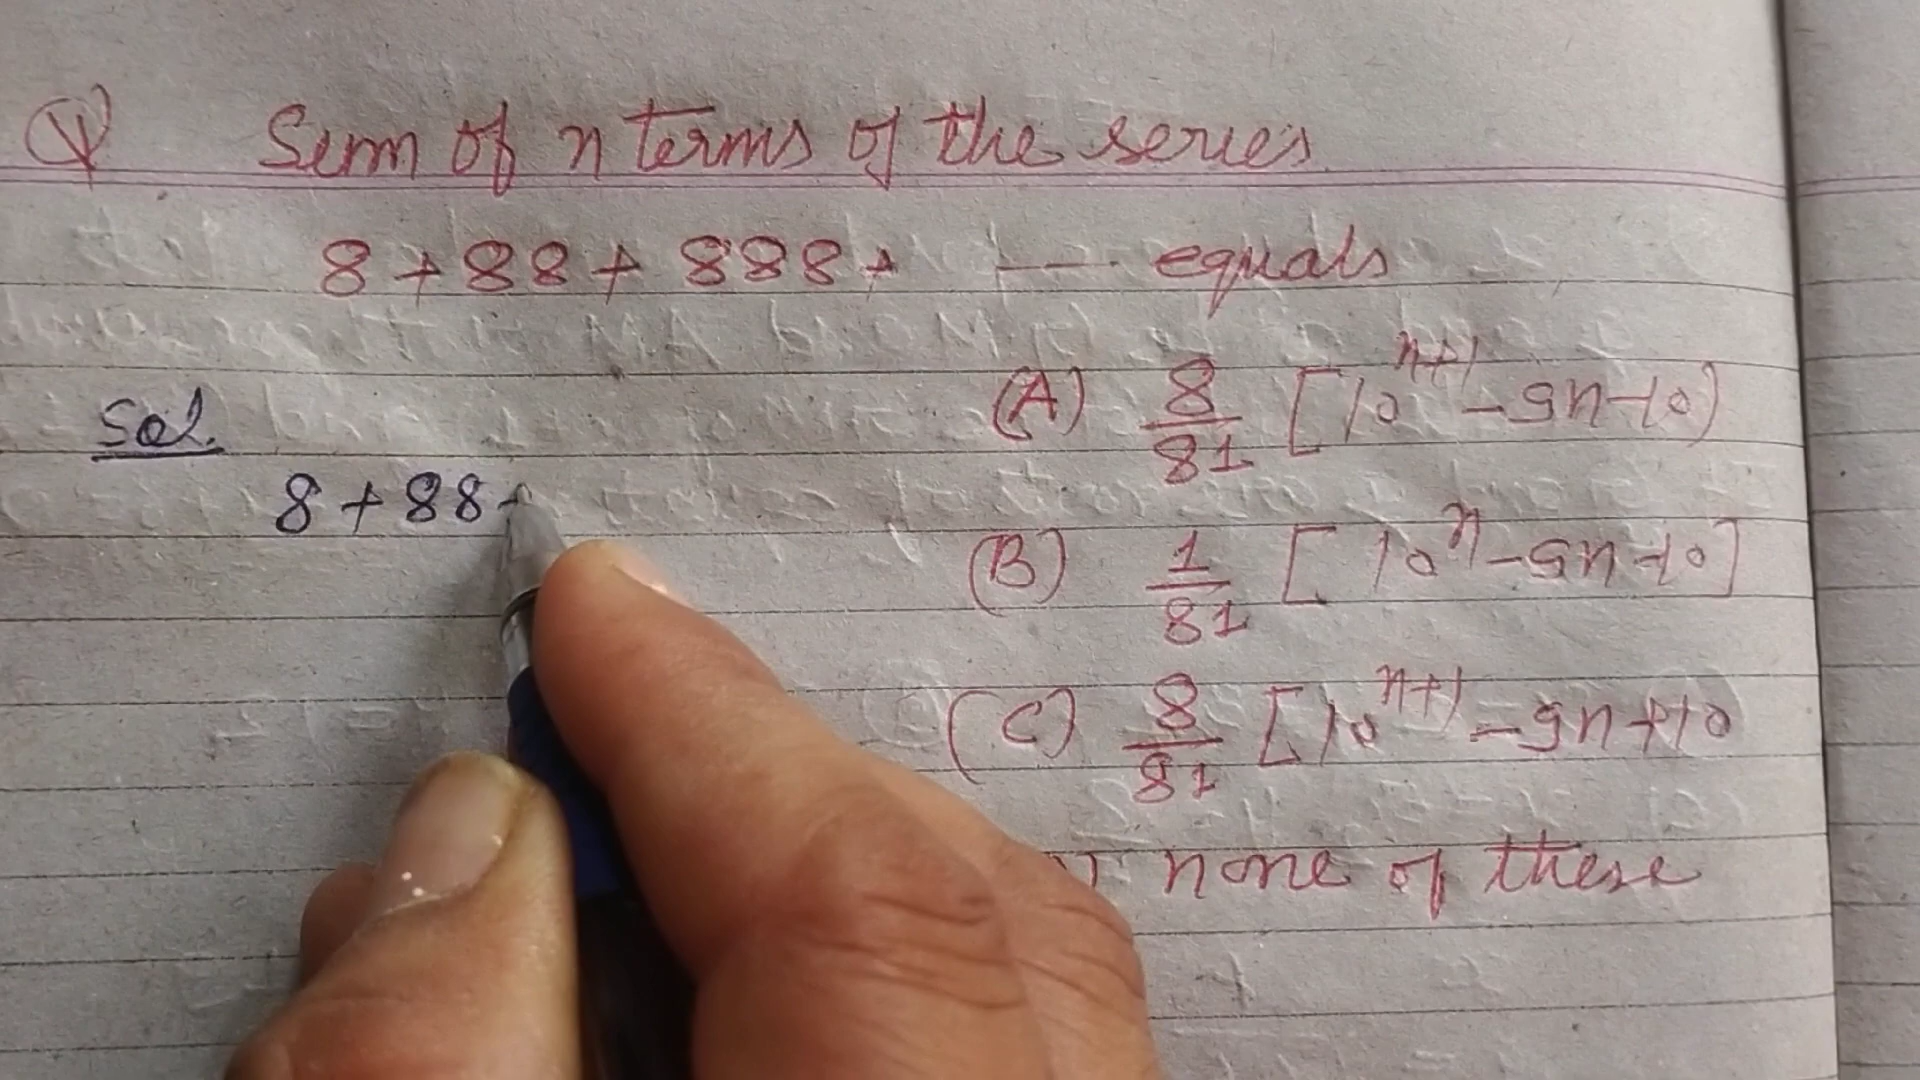 Q Sum of n terms of the series
8 + 88 + 888 + --- equals
(A) 8/81 [10^{n+1} - 9n - 10)
Sol.
8 + 88 +
(B) 1/81 [10^n - 9n - 10]
(C) 8/81 [10^{n+1} - 9n + 10
none of these